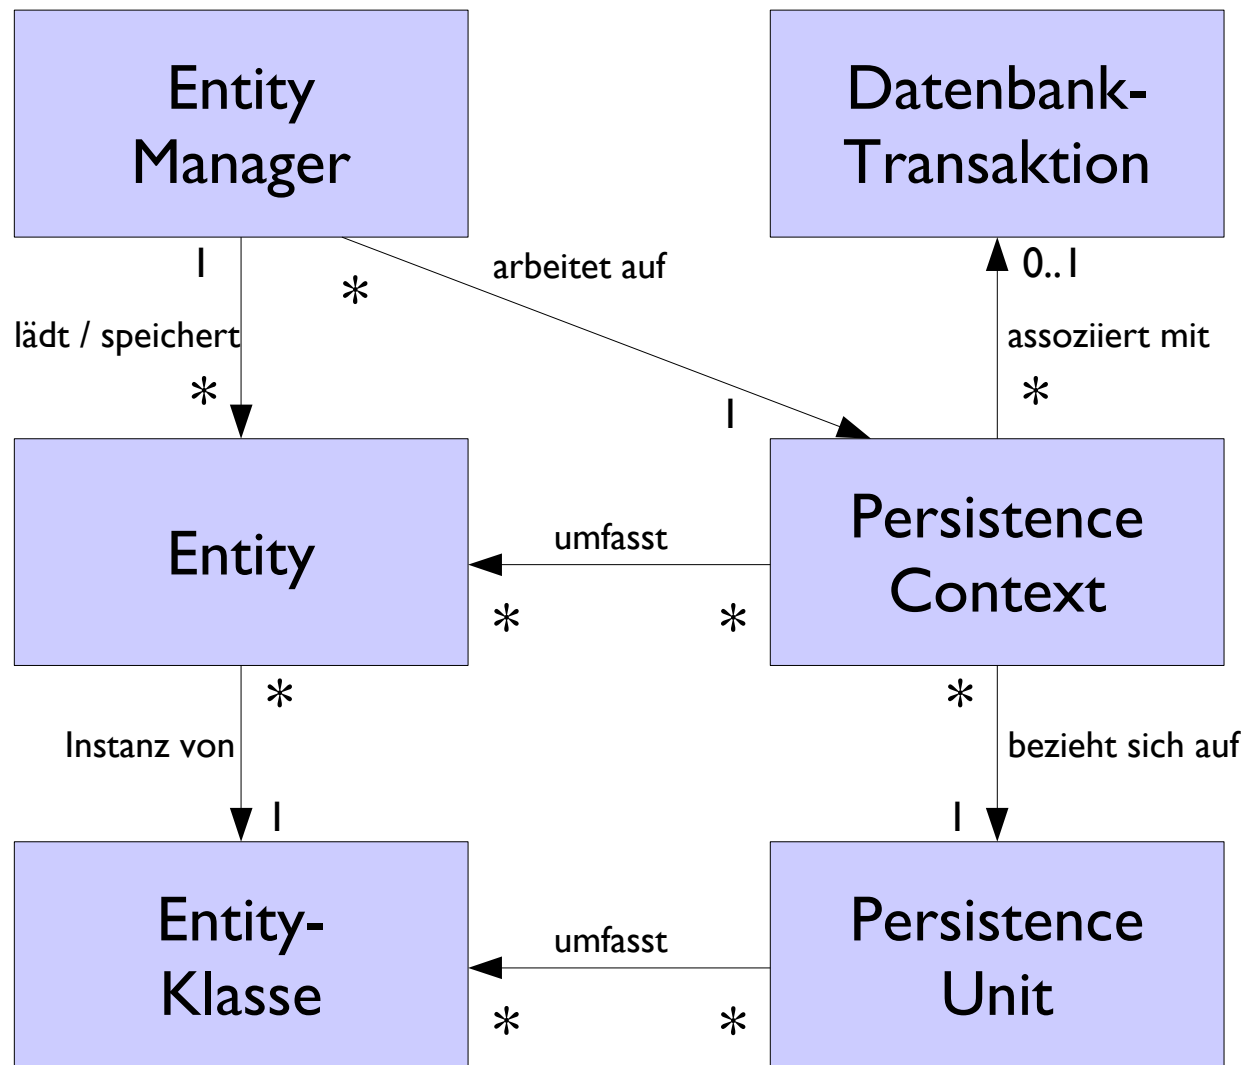 Entity
Manager
Datenbank-
Transaktion
1
*
arbeitet auf
0..1
lädt / speichert
assoziiert mit
*
1
*
Entity
umfasst
Persistence
Context
*
*
*
*
Instanz von
bezieht sich auf
1
1
Entity-
Klasse
umfasst
Persistence
Unit
*
*